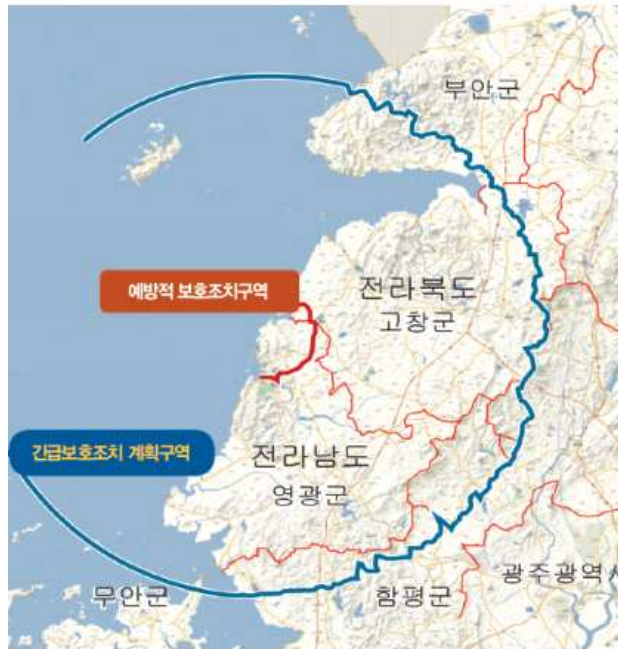 부안군
예방적 보호조치구역
전라북도
고창군
긴급보호조치 계획구역
전라남도
영광군
무안군
함평군
광주광역시